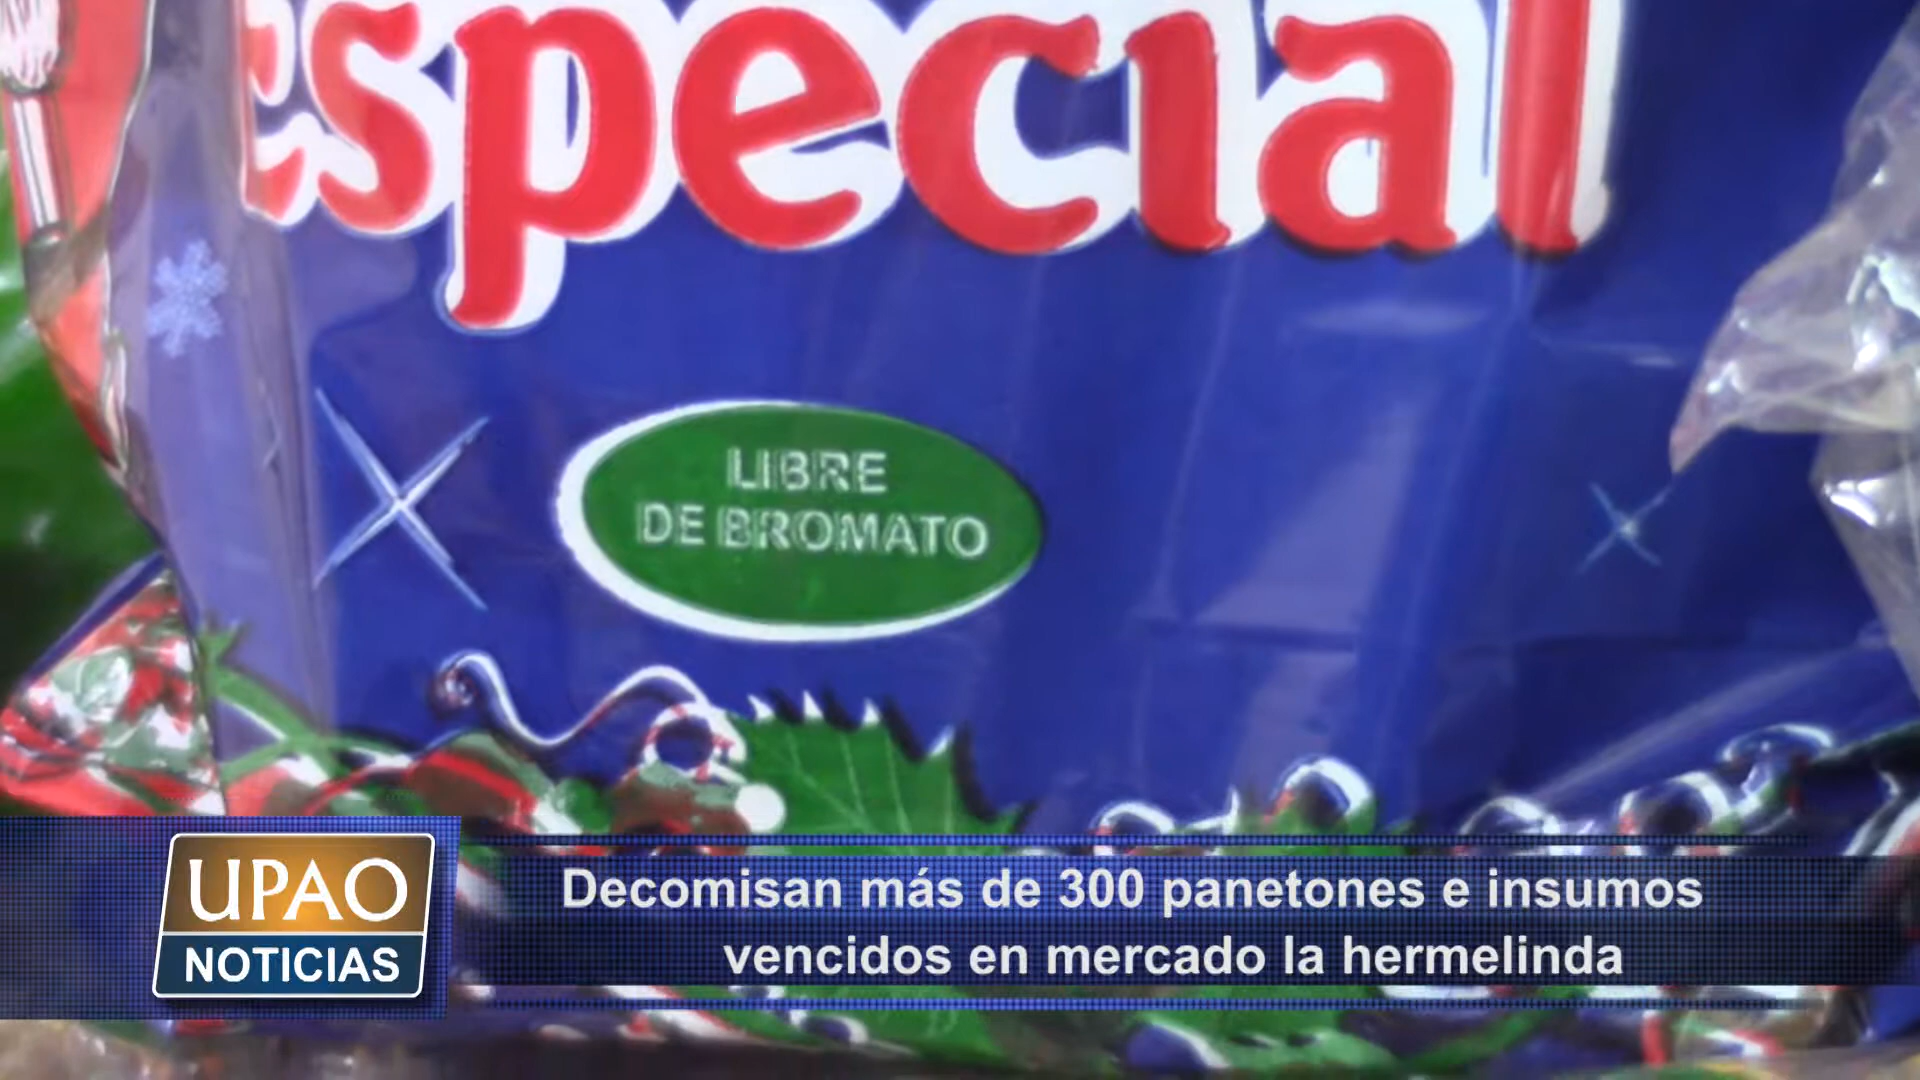 Especial
LIBRE
DE BROMATO
UPAO
NOTICIAS
Decomisan más de 300 panetones e insumos
vencidos en mercado la hermelinda